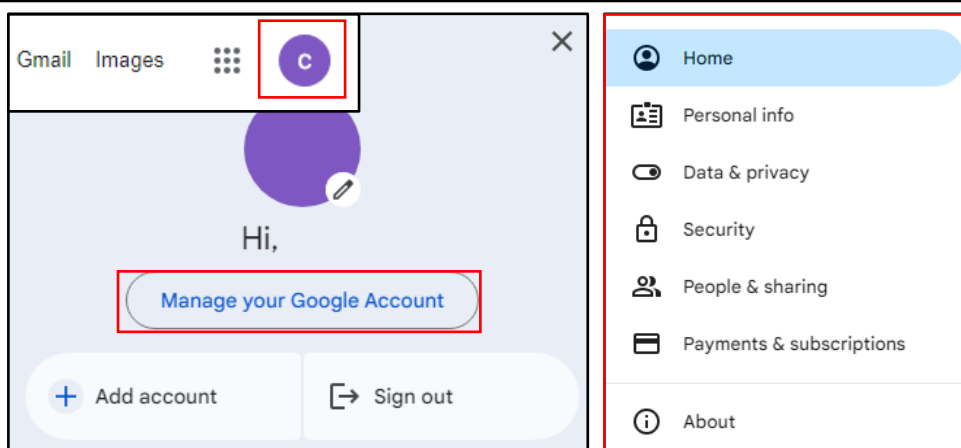 Gmail Images
C
Hi,
Manage your Google Account
Add account
Sign out
Home
Personal info
Data & privacy
Security
People & sharing
Payments & subscriptions
About